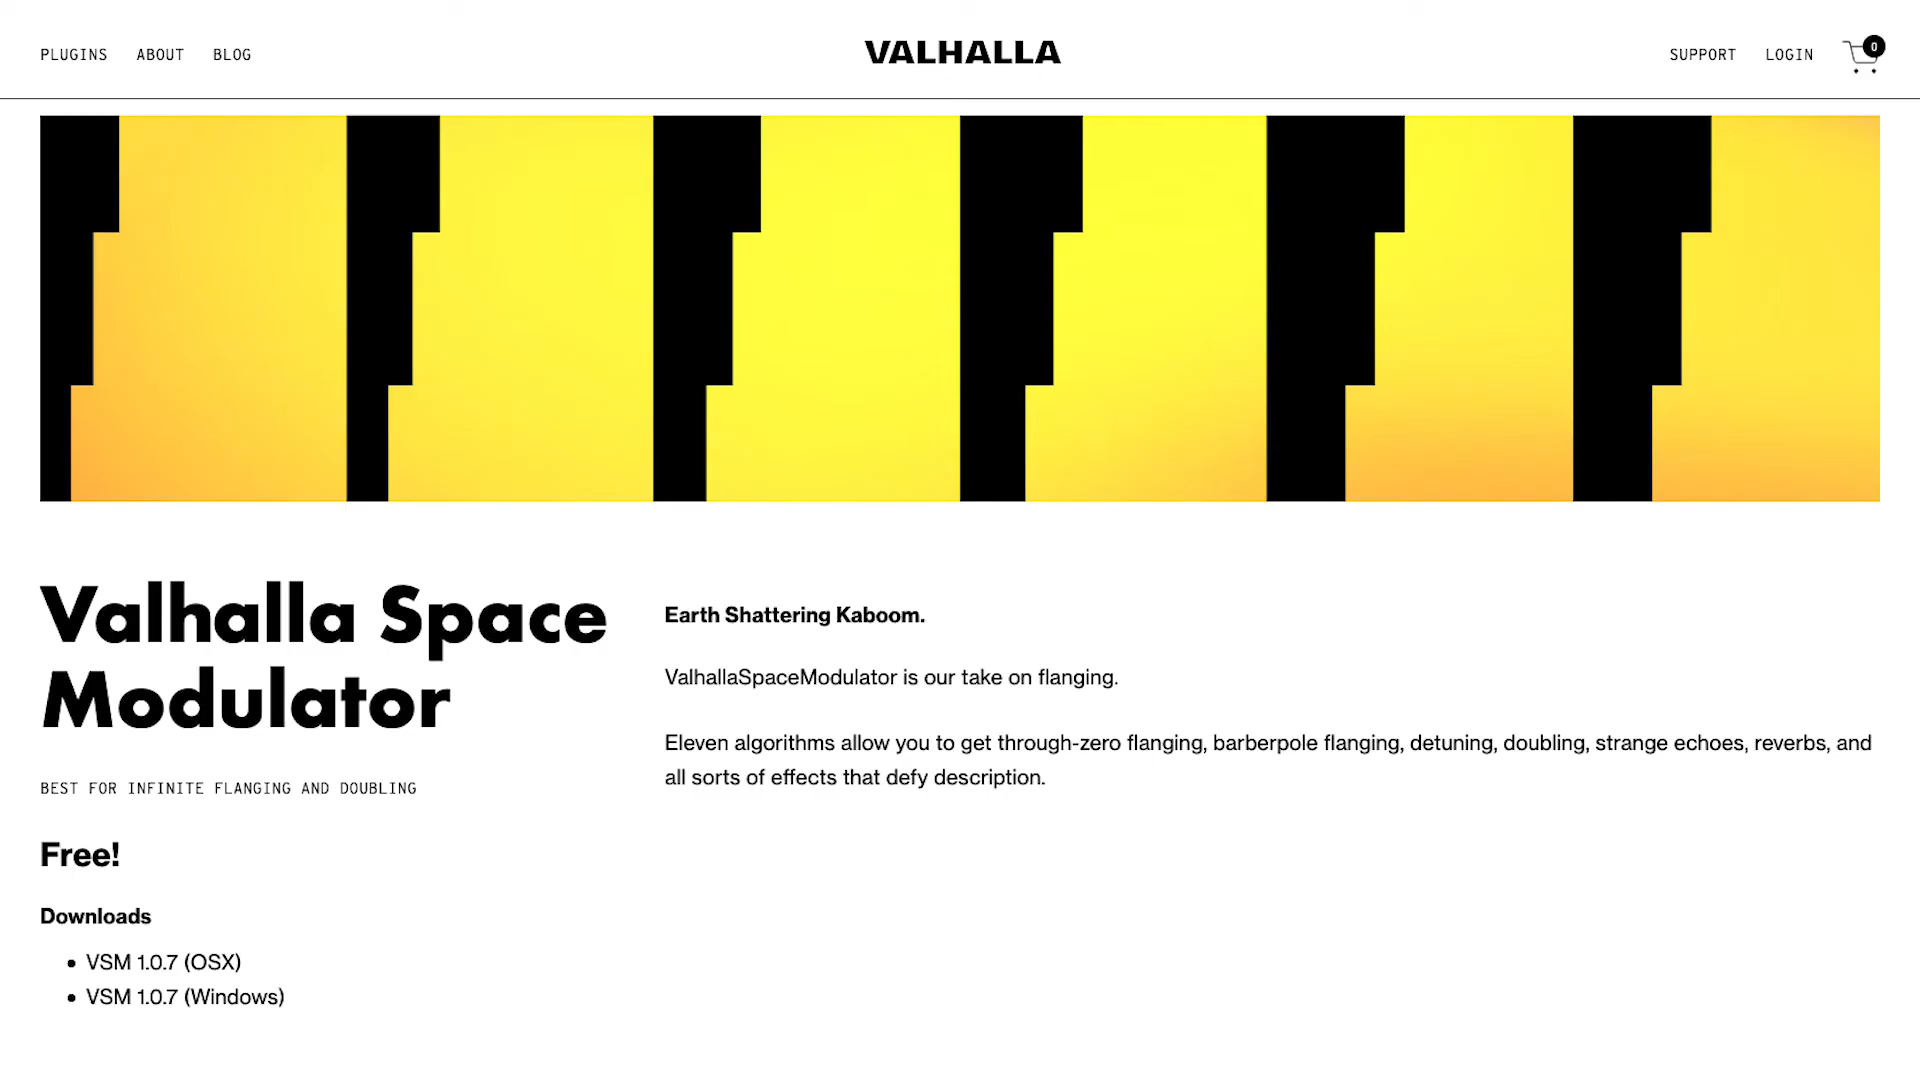 PLUGINS ABOUT BLOG VALHALLA SUPPORT LOGIN 0
Valhalla Space
Modulator
BEST FOR INFINITE FLANGING AND DOUBLING
Free!
Downloads
• VSM 1.0.7 (OSX)
• VSM 1.0.7 (Windows)
Earth Shattering Kaboom.
ValhallaSpaceModulator is our take on flanging.
Eleven algorithms allow you to get through-zero flanging, barberpole flanging, detuning, doubling, strange echoes, reverbs, and
all sorts of effects that defy description.